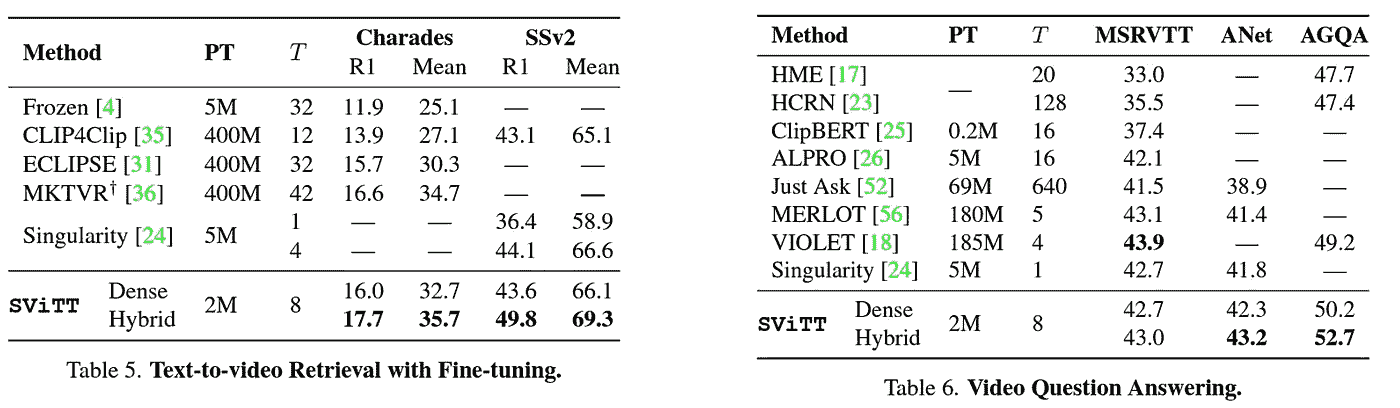 Method PT T Charades SSv2
R1 Mean R1 Mean
Frozen [4] 5M 32 11.9 25.1 — —
CLIP4Clip [35] 400M 12 13.9 27.1 43.1 65.1
ECLIPSE [31] 400M 32 15.7 30.3 — —
MKTVR† [36] 400M 42 16.6 34.7 — —
Singularity [24] 5M 1 — — 36.4 58.9
4 — — 44.1 66.6
SViTT Dense 2M 8 16.0 32.7 43.6 66.1
Hybrid 17.7 35.7 49.8 69.3
Table 5. Text-to-video Retrieval with Fine-tuning.
Method PT T MSRVTT ANet AGQA
HME [17] — 20 33.0 — 47.7
HCRN [23] 128 35.5 — 47.4
ClipBERT [25] 0.2M 16 37.4 — —
ALPRO [26] 5M 16 42.1 — —
Just Ask [52] 69M 640 41.5 38.9 —
MERLOT [56] 180M 5 43.1 41.4 —
VIOLET [18] 185M 4 43.9 — 49.2
Singularity [24] 5M 1 42.7 41.8 —
SViTT Dense 2M 8 42.7 42.3 50.2
Hybrid 43.0 43.2 52.7
Table 6. Video Question Answering.